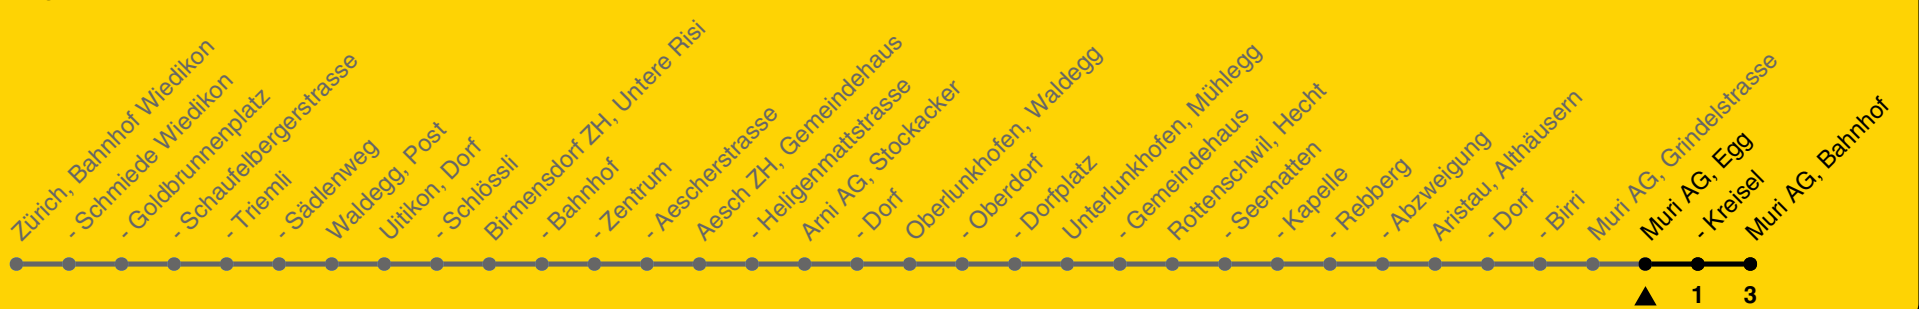 Zürich, Bahnhof Wiedikon
- Schmiede Wiedikon
- Goldbrunnenplatz
- Schaufelbergerstrasse
- Triemli
- Sädlenweg
Waldegg, Post
Uitikon, Dorf
- Schlössli
Birmensdorf ZH, Untere Risi
- Bahnhof
- Zentrum
- Aescherstrasse
Aesch ZH, Gemeindehaus
- Heligenmattstrasse
Arni AG, Stockacker
- Dorf
Oberlunkhofen, Waldegg
- Oberdorf
- Dorfplatz
Unterlunkhofen, Mühlegg
- Gemeindehaus
Rottenschwil, Hecht
- Seematten
- Kapelle
- Rebberg
- Abzweigung
Aristau, Althäusern
- Dorf
- Birri
Muri AG, Grindelstrasse
Muri AG, Egg
- Kreisel
Muri AG, Bahnhof
1 3